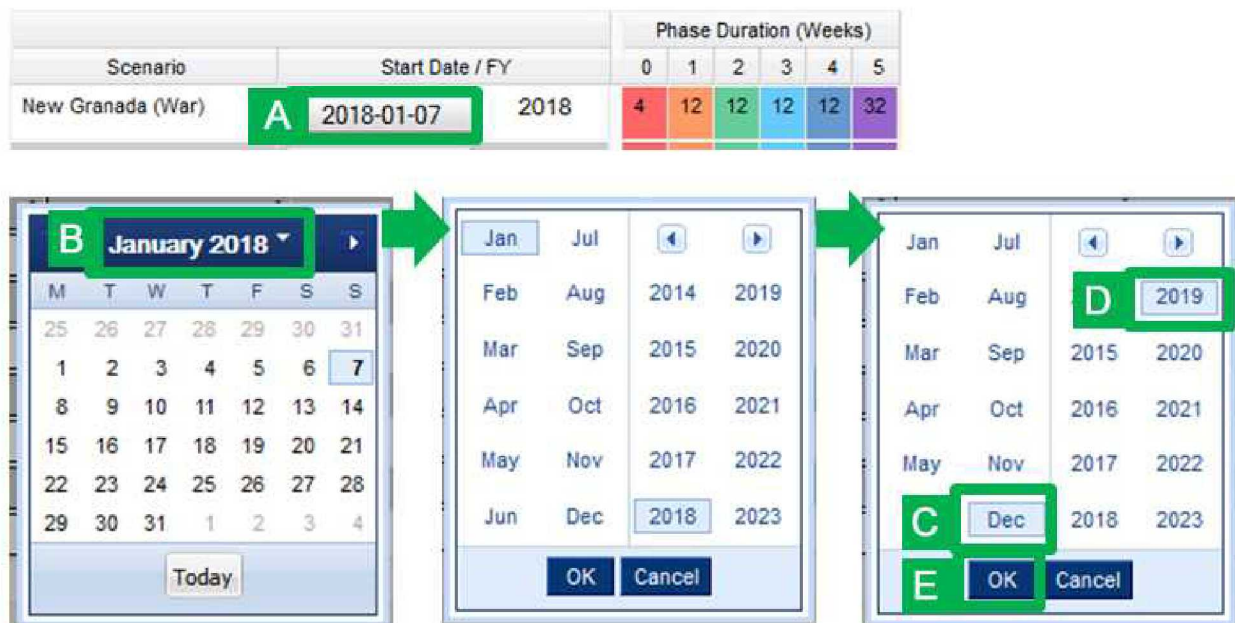 Phase Duration (Weeks)
Scenario Start Date / FY 0 1 2 3 4 5
New Granada (War) A 2018-01-07 2018 4 12 12 12 12 32
B January 2018
M T W T F S S
25 26 27 28 29 30 31
1 2 3 4 5 6 7
8 9 10 11 12 13 14
15 16 17 18 19 20 21
22 23 24 25 26 27 28
29 30 31 1 2 3 4
Today
Jan Jul
Feb Aug 2014 2019
Mar Sep 2015 2020
Apr Oct 2016 2021
May Nov 2017 2022
Jun Dec 2018 2023
OK Cancel
Jan Jul
Feb Aug D 2019
Mar Sep 2015 2020
Apr Oct 2016 2021
May Nov 2017 2022
C Dec 2018 2023
E OK Cancel